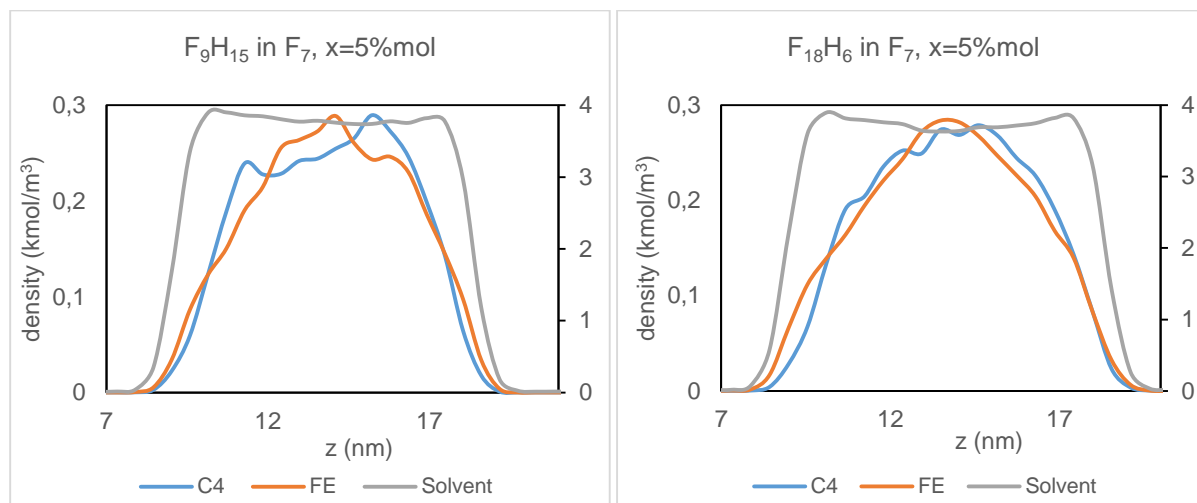 F₉H₁₅ in F₇, x=5%mol
density (kmol/m³)
0,3
0,2
0,1
0
4
3
2
1
0
7
12
17
z (nm)
C4
FE
Solvent
F₁₈H₆ in F₇, x=5%mol
density (kmol/m³)
0,3
0,2
0,1
0
4
3
2
1
0
7
12
17
z (nm)
C4
FE
Solvent